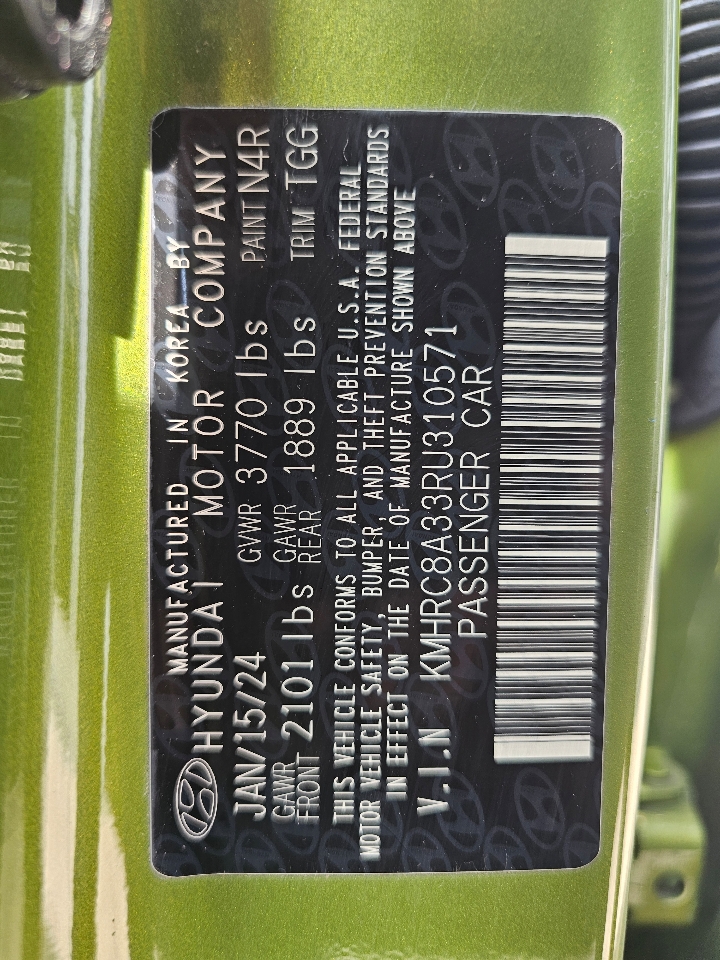 MANUFACTURED IN KOREA BY
HYUNDAI MOTOR COMPANY
JAN/15/24 GVWR 3770 lbs PAINT N4R
GAWR FRONT 2101 lbs GAWR REAR 1889 lbs TRIM TGG
THIS VEHICLE CONFORMS TO ALL APPLICABLE U.S.A. FEDERAL
MOTOR VEHICLE SAFETY, BUMPER, AND THEFT PREVENTION STANDARDS
IN EFFECT ON THE DATE OF MANUFACTURE SHOWN ABOVE
V.I.N KMHRC8A33RU310571
PASSENGER CAR